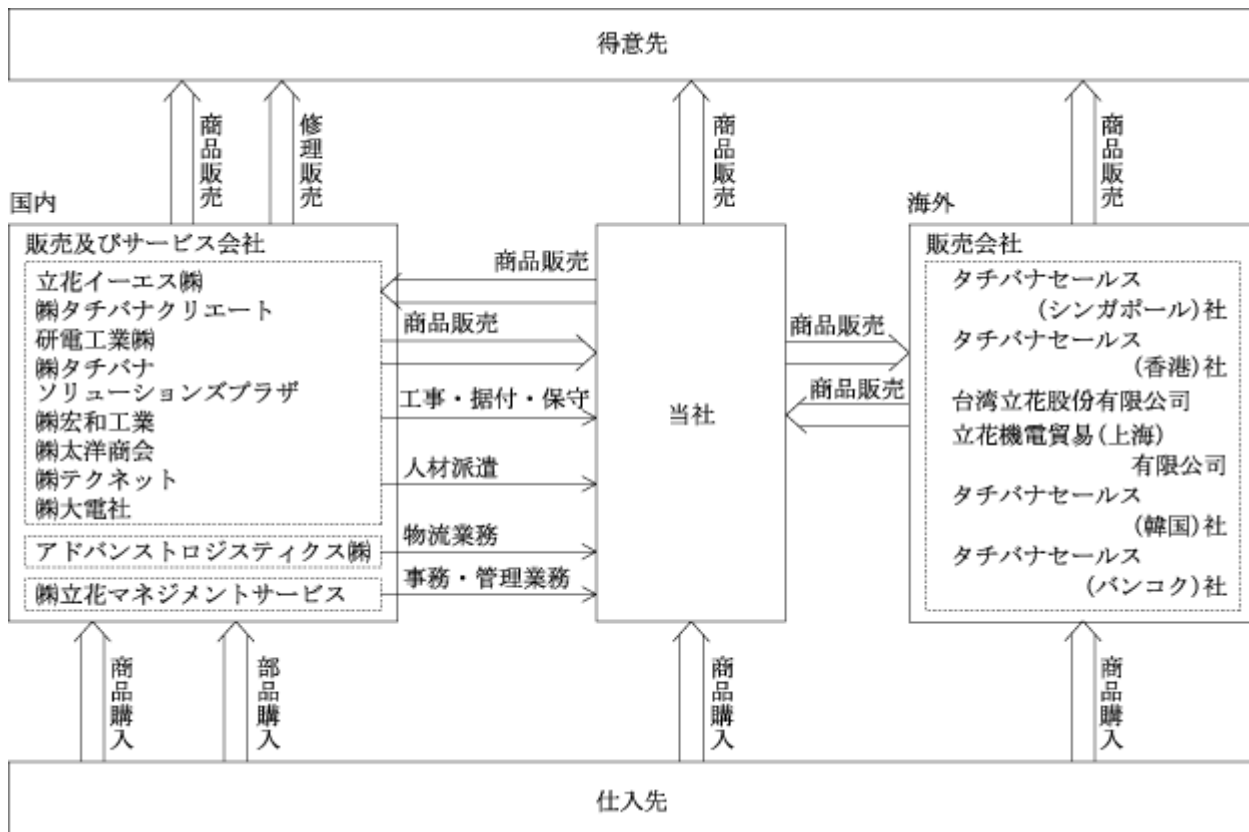 得意先
商品販売
修理販売
商品販売
商品販売
国内
海外
販売及びサービス会社
立花イーエス㈱
㈱タチバナクリエート
研電工業㈱
㈱タチバナ
ソリューションズプラザ
㈱宏和工業
㈱太洋商会
㈱テクネット
㈱大電社
アドバンストロジスティクス㈱
㈱立花マネジメントサービス
商品販売
商品販売
工事・据付・保守
人材派遣
物流業務
事務・管理業務
当社
商品販売
商品販売
販売会社
タチバナセールス
(シンガポール)社
タチバナセールス
(香港)社
台湾立花股份有限公司
立花機電貿易(上海)
有限公司
タチバナセールス
(韓国)社
タチバナセールス
(バンコク)社
商品購入
部品購入
商品購入
商品購入
仕入先